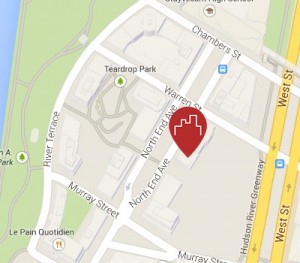 Stuyvesant High School
Chambers St
Teardrop Park
Warren St
West St
North End Ave
River Terrace
n A.
Park
North End Ave
Murray Street
Hudson River Greenway
West St
Le Pain Quotidien
Murray Street